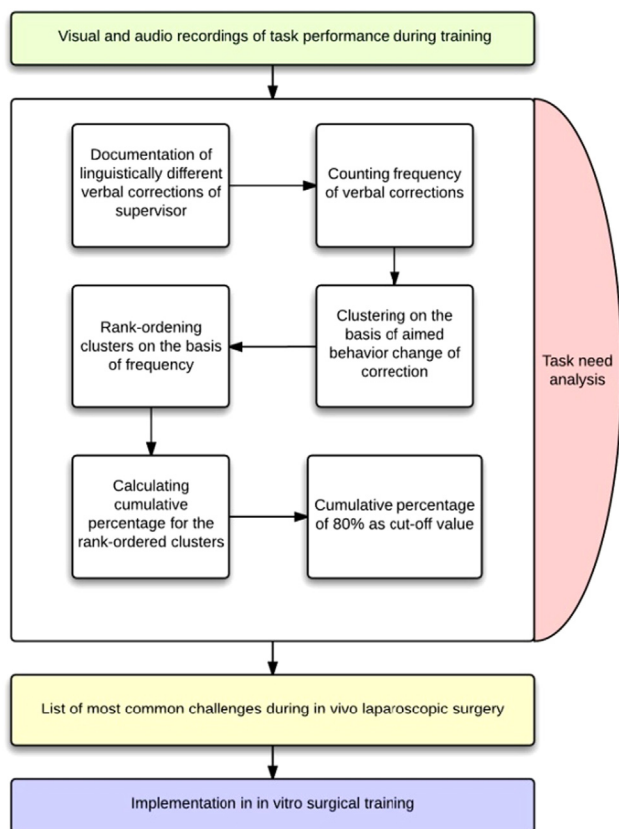 Visual and audio recordings of task performance during training
Documentation of
linguistically different
verbal corrections of
supervisor
Counting frequency
of verbal corrections
Clustering on the
basis of aimed
behavior change of
correction
Rank-ordering
clusters on the basis
of frequency
Calculating
cumulative
percentage for the
rank-ordered clusters
Cumulative percentage
of 80% as cut-off value
Task need
analysis
List of most common challenges during in vivo laparoscopic surgery
Implementation in in vitro surgical training